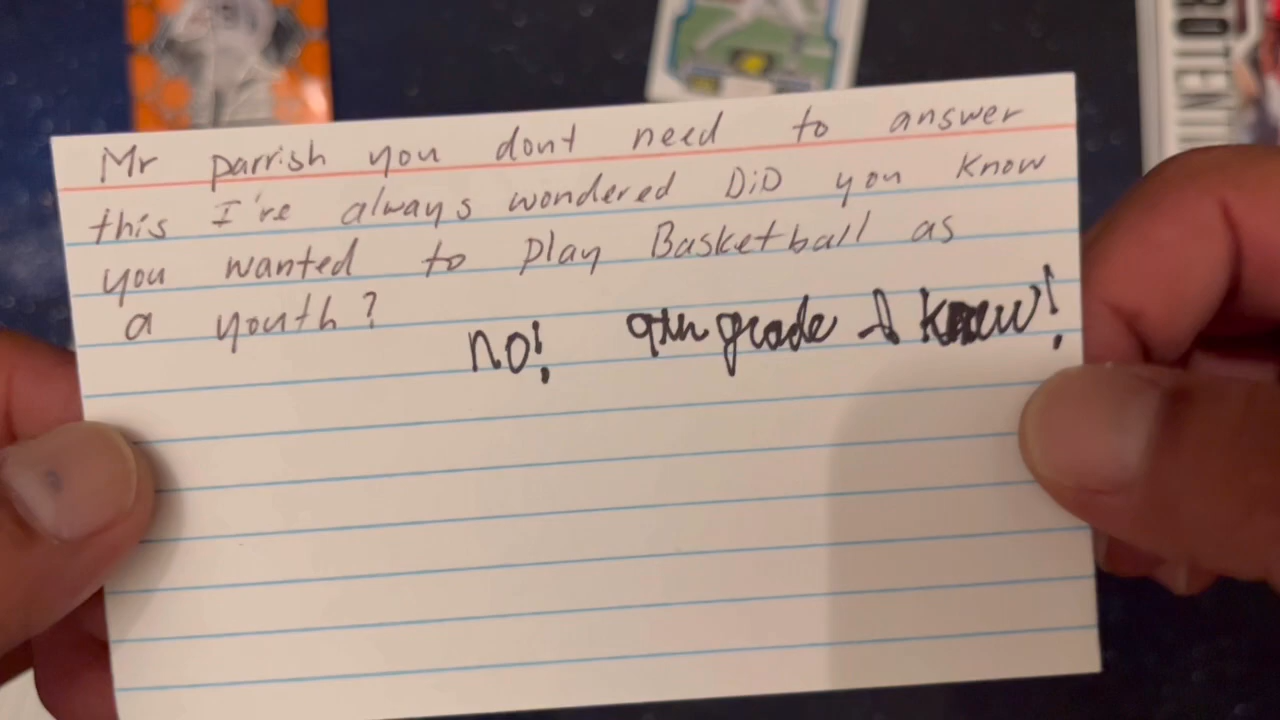 Mr parrish you dont need to answer
this I've always wondered DiD you know
you wanted to play Basketball as
a youth?
no! 9th grade I knew!
ROTENTI